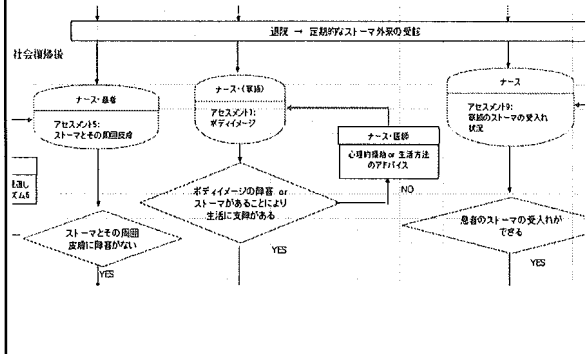 退院 → 定期的なストーマ外来の受診
社会復帰後
ナース・患者
アセスメント5:
ストーマとその周囲皮膚
ナース・(家族)
アセスメント1:
ボディイメージ
ナース・医師
心理的援助 or 生活方法
のアドバイス
ナース
アセスメント9:
家族のストーマの受入れ
状況
ズム6
ストーマとその周囲
皮膚に障害がない
YES
ボディイメージの障害 or
ストーマがあることにより
生活に支障がある
NO
YES
患者のストーマの受入れが
できる
YES